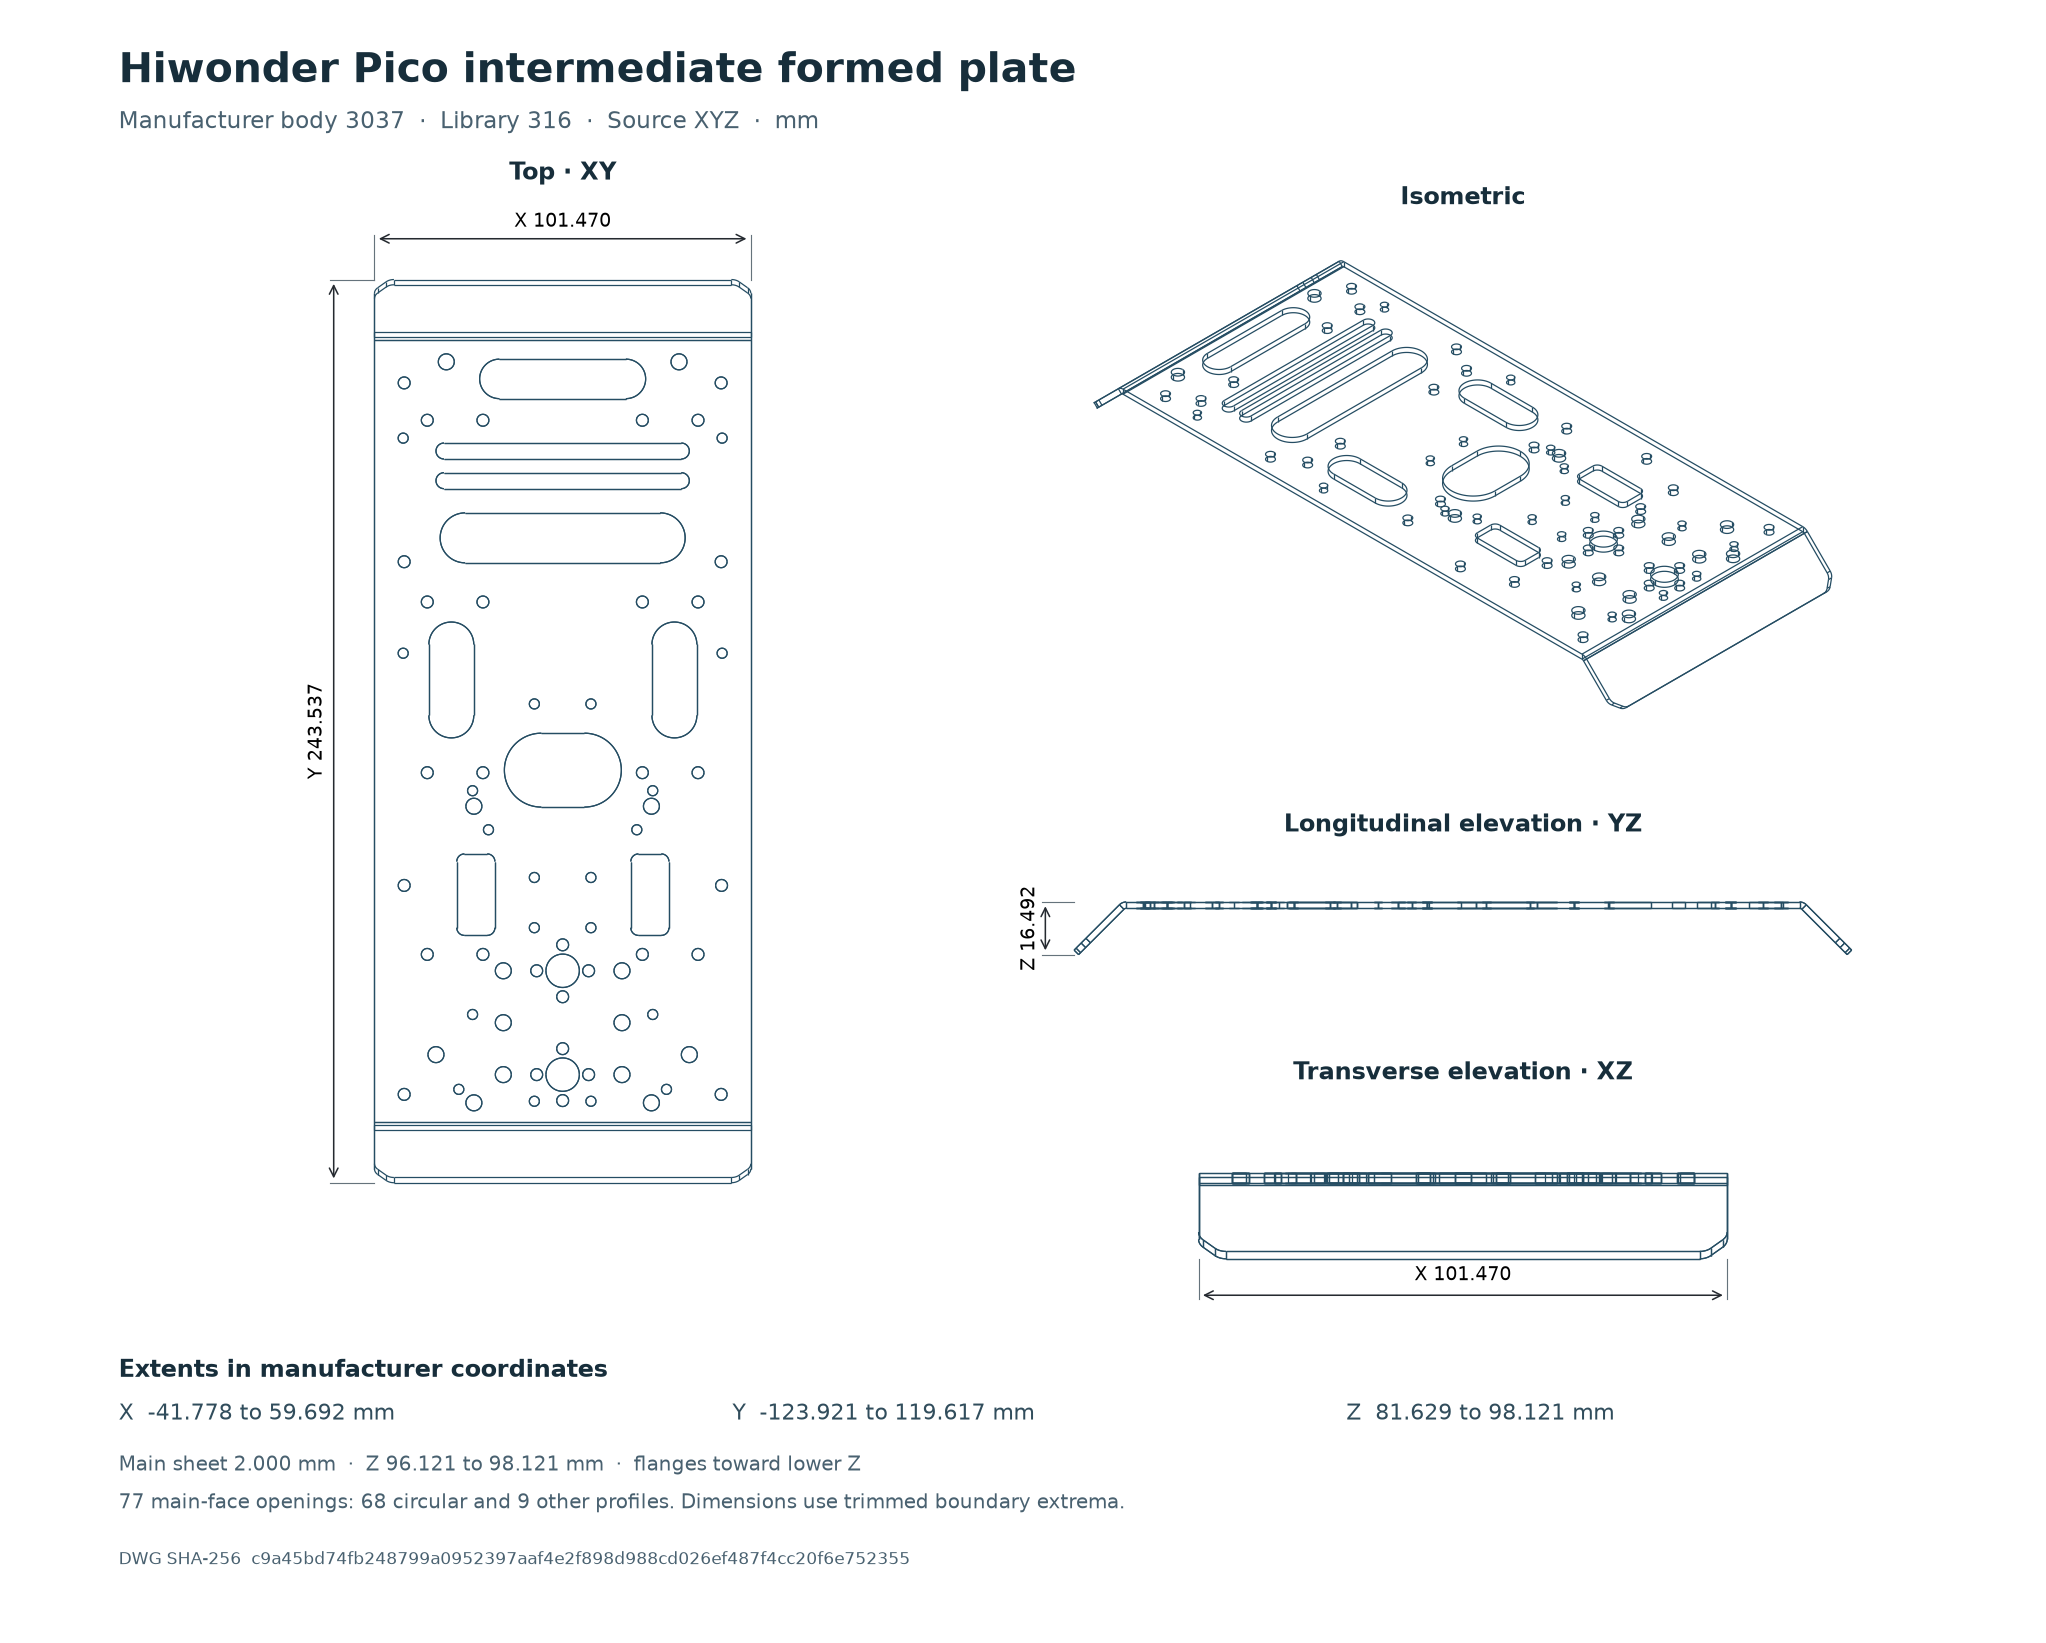 Hiwonder Pico intermediate formed plate
Manufacturer body 3037 · Library 316 · Source XYZ · mm
Top · XY
Isometric
X 101.470
Y 243.537
Longitudinal elevation · YZ
Z 16.492
Transverse elevation · XZ
X 101.470
Extents in manufacturer coordinates
X -41.778 to 59.692 mm
Y -123.921 to 119.617 mm
Z 81.629 to 98.121 mm
Main sheet 2.000 mm · Z 96.121 to 98.121 mm · flanges toward lower Z
77 main-face openings: 68 circular and 9 other profiles. Dimensions use trimmed boundary extrema.
DWG SHA-256 c9a45bd74fb248799a0952397aaf4e2f898d988cd026ef487f4cc20f6e752355